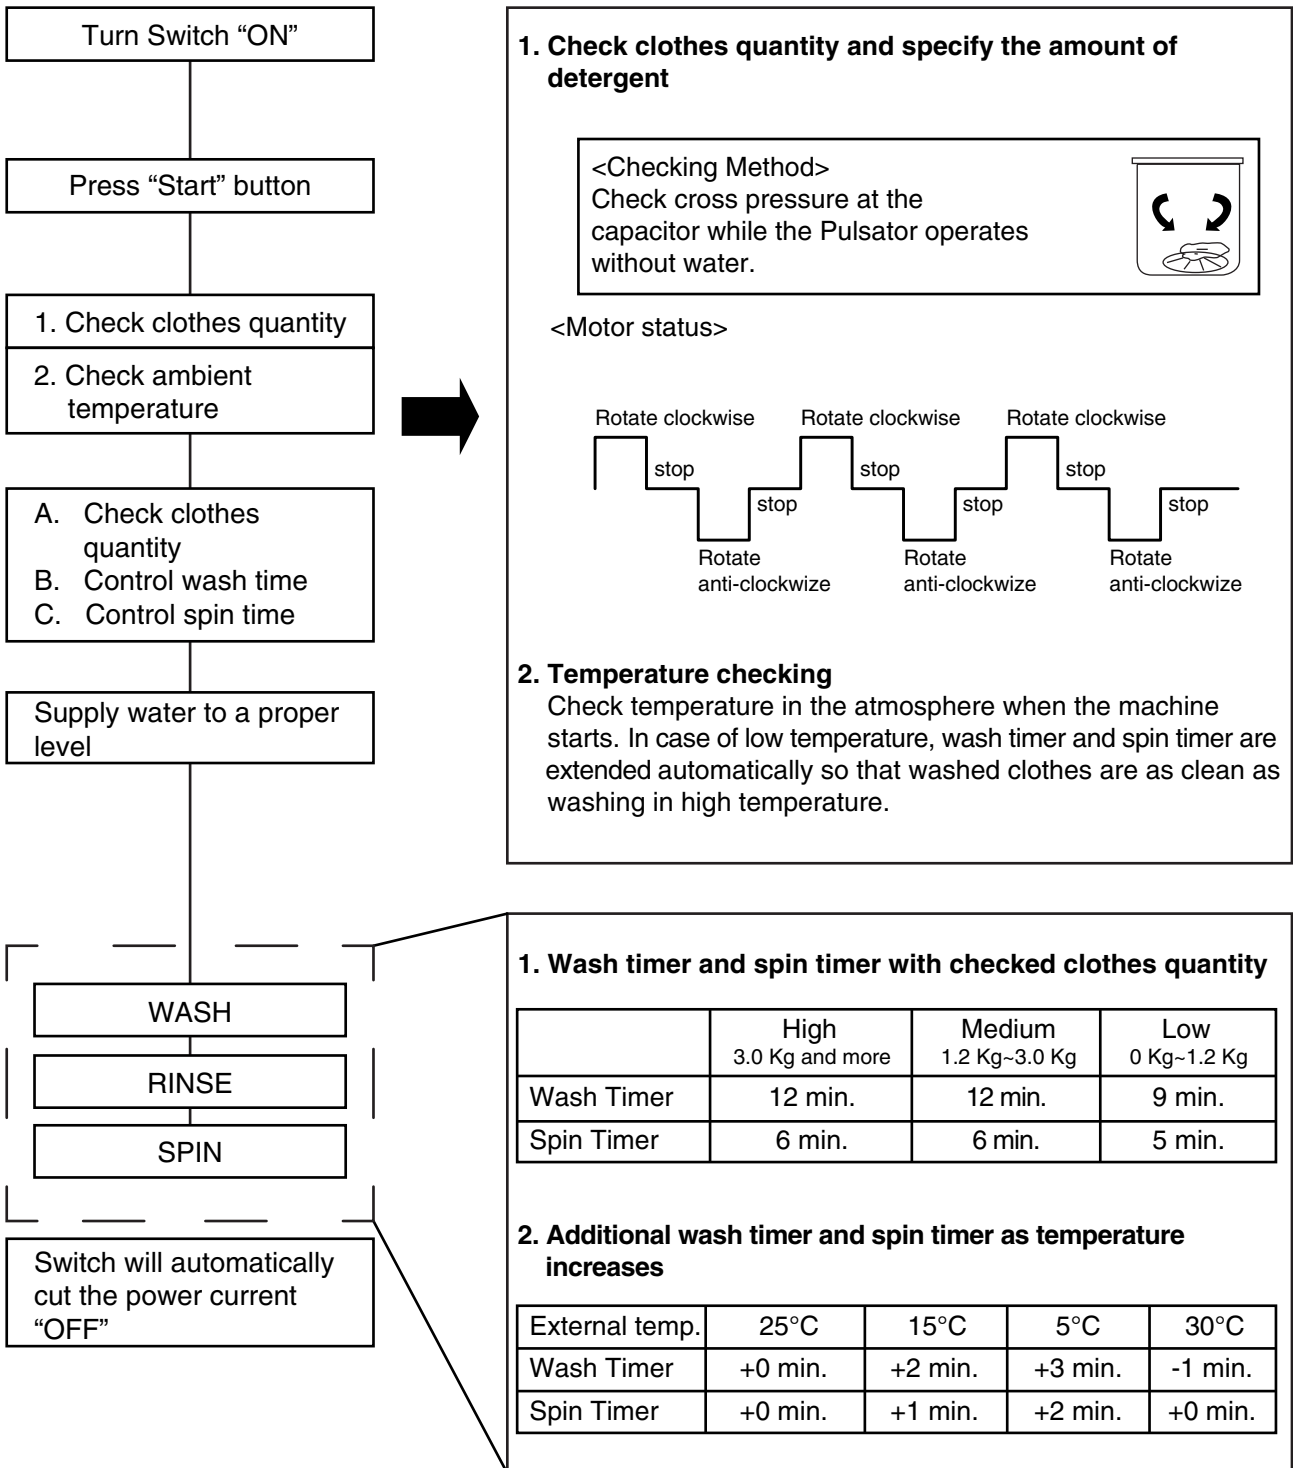 Turn Switch “ON”
Press “Start” button
1. Check clothes quantity
2. Check ambient
temperature
A. Check clothes
quantity
B. Control wash time
C. Control spin time
Supply water to a proper
level
WASH
RINSE
SPIN
Switch will automatically
cut the power current
“OFF”
1. Check clothes quantity and specify the amount of
detergent
<Checking Method>
Check cross pressure at the
capacitor while the Pulsator operates
without water.
<Motor status>
Rotate clockwise Rotate clockwise Rotate clockwise
stop stop stop
stop stop stop
Rotate Rotate Rotate
anti-clockwize anti-clockwize anti-clockwize
2. Temperature checking
Check temperature in the atmosphere when the machine
starts. In case of low temperature, wash timer and spin timer are
extended automatically so that washed clothes are as clean as
washing in high temperature.
1. Wash timer and spin timer with checked clothes quantity
High Medium Low
3.0 Kg and more 1.2 Kg~3.0 Kg 0 Kg~1.2 Kg
Wash Timer 12 min. 12 min. 9 min.
Spin Timer 6 min. 6 min. 5 min.
2. Additional wash timer and spin timer as temperature
increases
External temp. 25°C 15°C 5°C 30°C
Wash Timer +0 min. +2 min. +3 min. -1 min.
Spin Timer +0 min. +1 min. +2 min. +0 min.